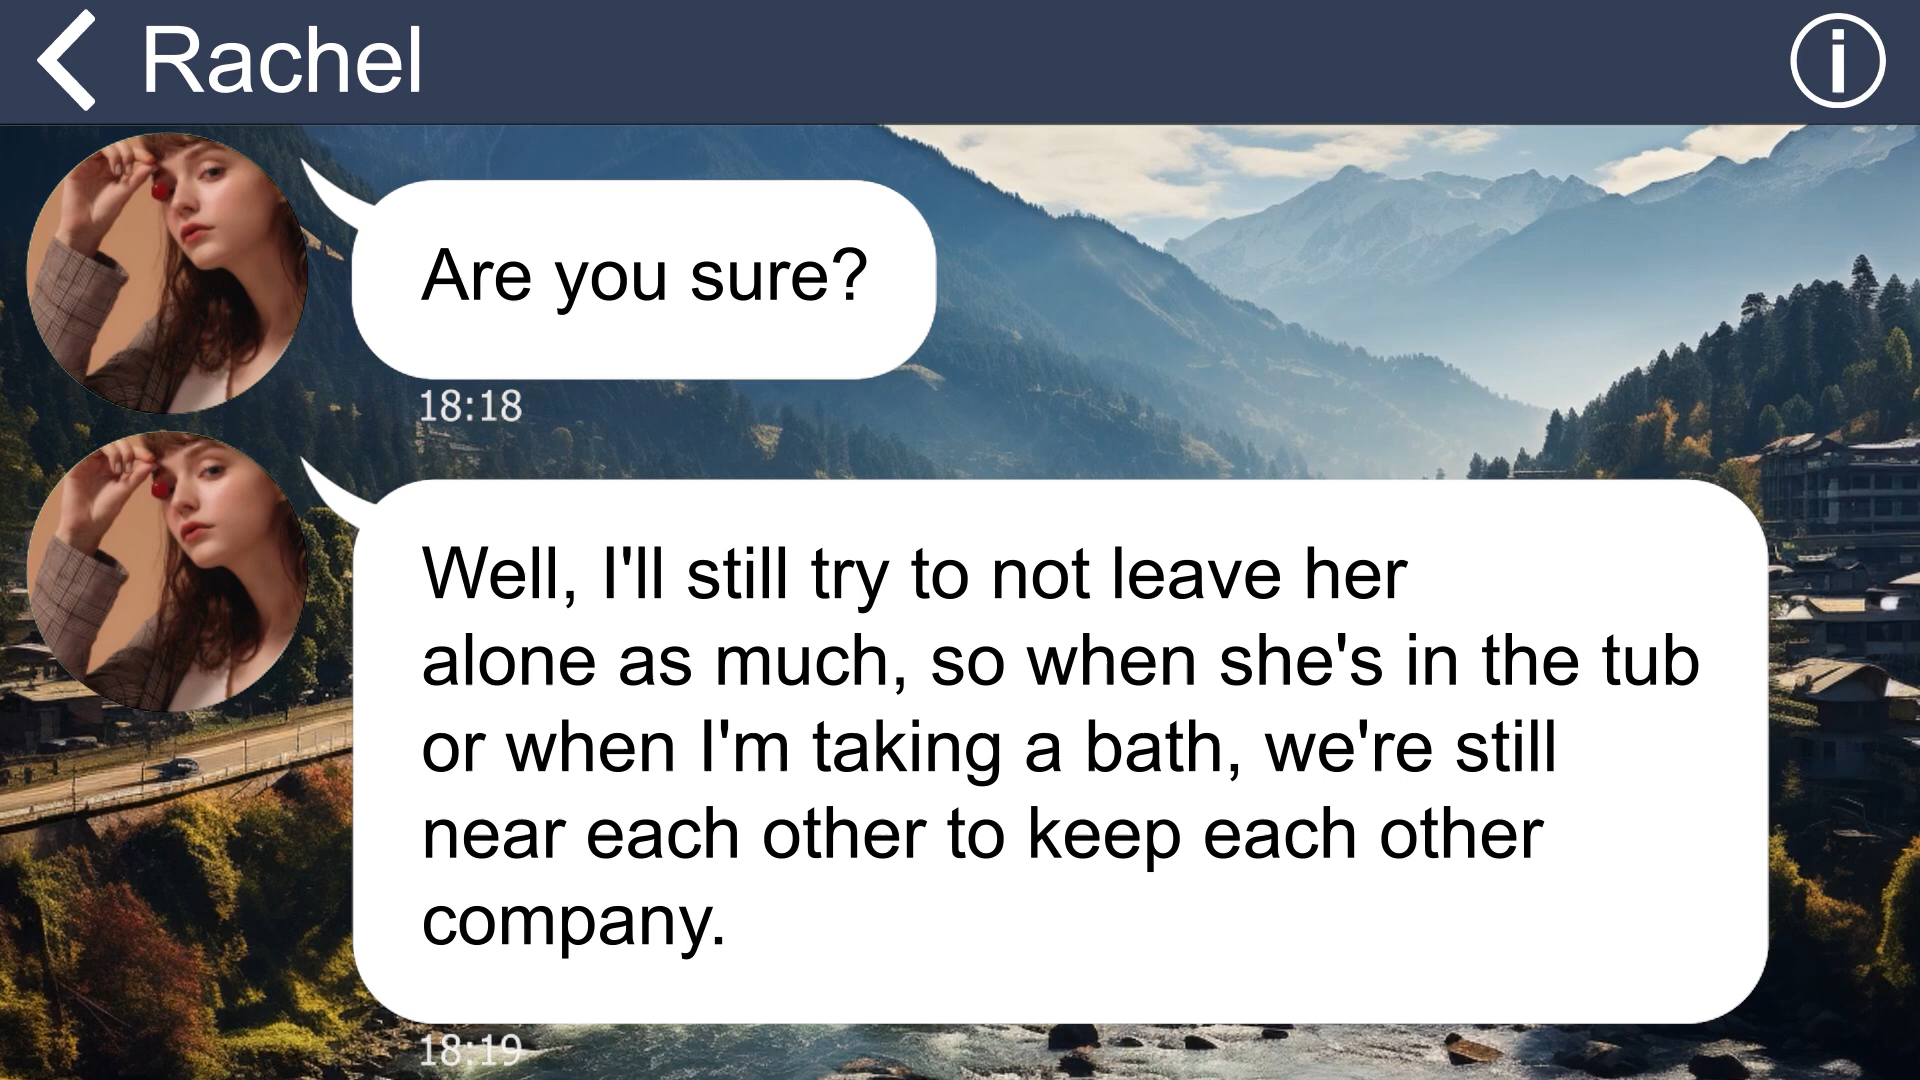 Rachel
Are you sure?
18:18
Well, I'll still try to not leave her
alone as much, so when she's in the tub
or when I'm taking a bath, we're still
near each other to keep each other
company.
18:19